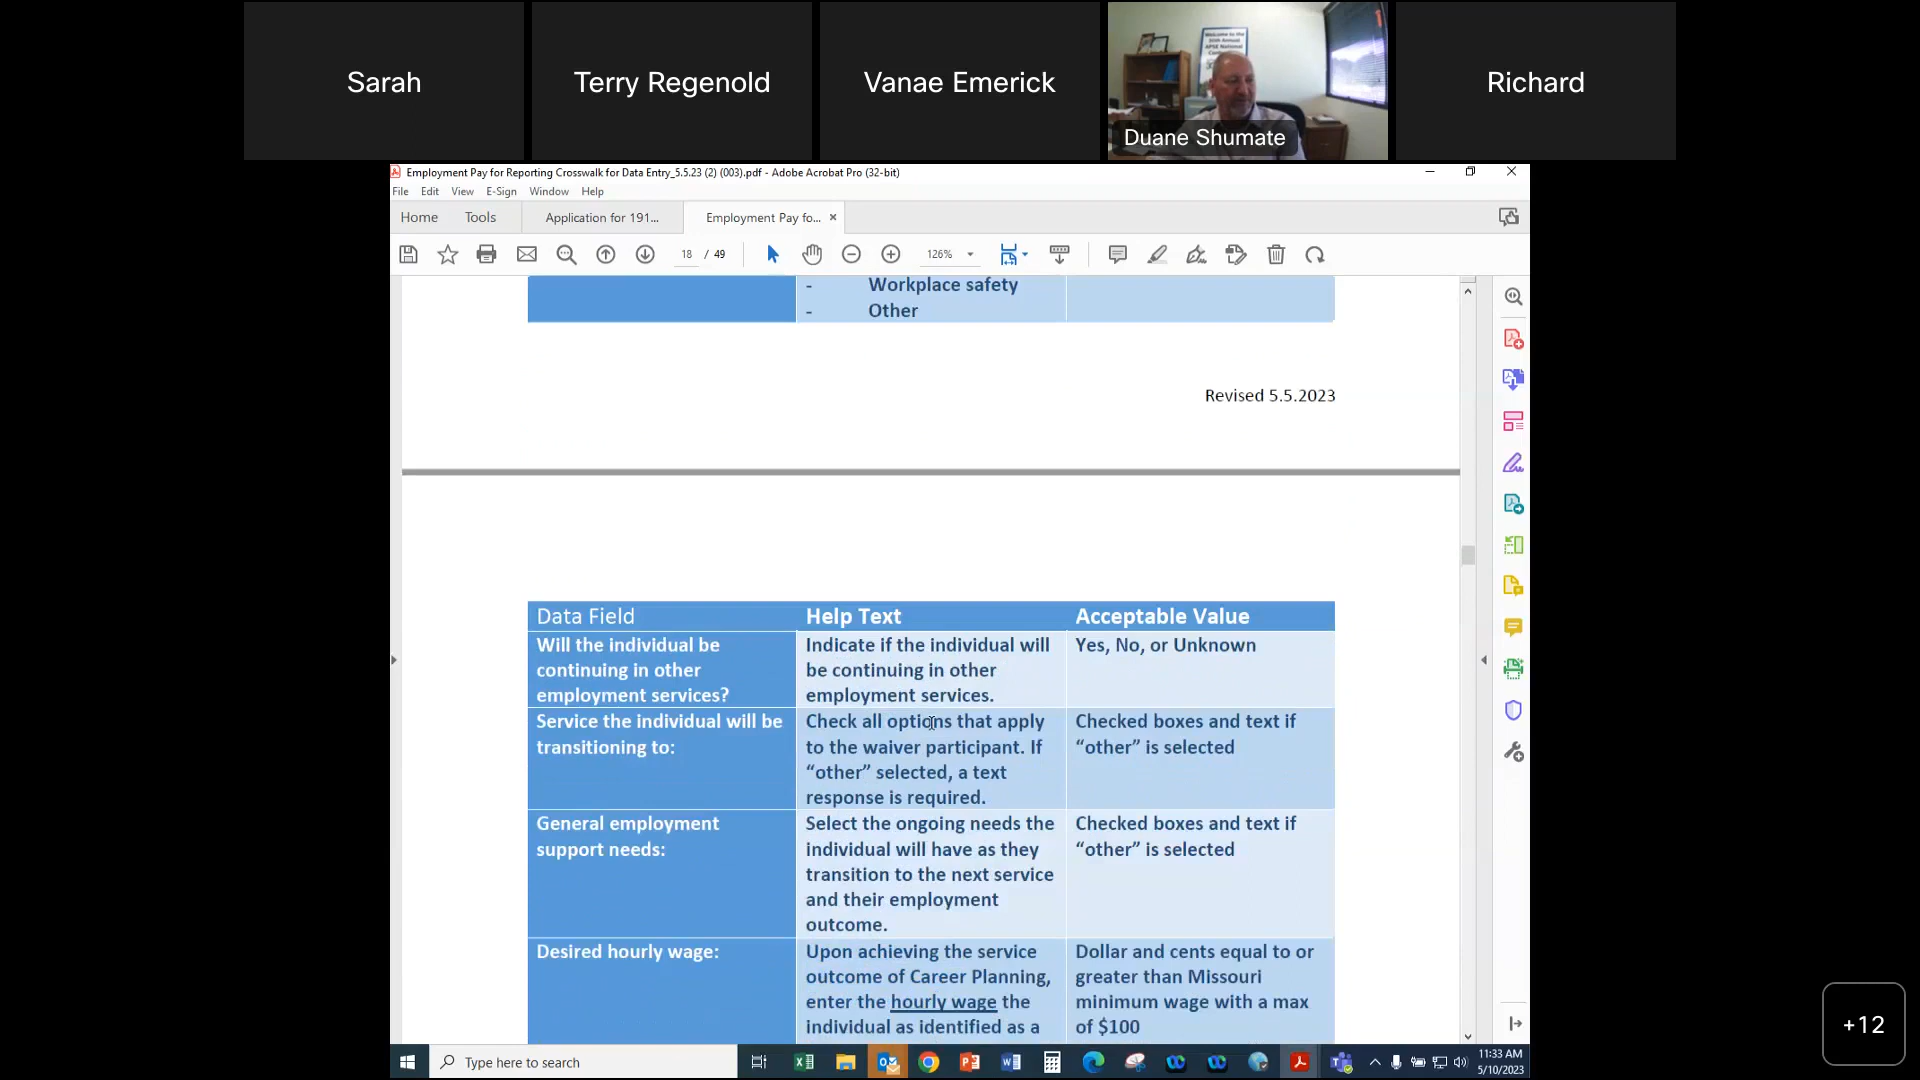 Sarah
Terry Regenold
Vanae Emerick
Welcome to the
APSE National
Duane Shumate
Richard
Employment Pay for Reporting Crosswalk for Data Entry_5.5.23 (2) (003).pdf - Adobe Acrobat Pro (32-bit)
File Edit View E-Sign Window Help
Home Tools Application for 191... Employment Pay fo... ×
18 / 49 126%
- Workplace safety
- Other
Revised 5.5.2023
Data Field Help Text Acceptable Value
Will the individual be continuing in other employment services?
Indicate if the individual will be continuing in other employment services.
Yes, No, or Unknown
Service the individual will be transitioning to:
Check all options that apply to the waiver participant. If “other” selected, a text response is required.
Checked boxes and text if “other” is selected
General employment support needs:
Select the ongoing needs the individual will have as they transition to the next service and their employment outcome.
Checked boxes and text if “other” is selected
Desired hourly wage:
Upon achieving the service outcome of Career Planning, enter the hourly wage the individual as identified as a
Dollar and cents equal to or greater than Missouri minimum wage with a max of $100
+12
Type here to search
11:33 AM
5/10/2023